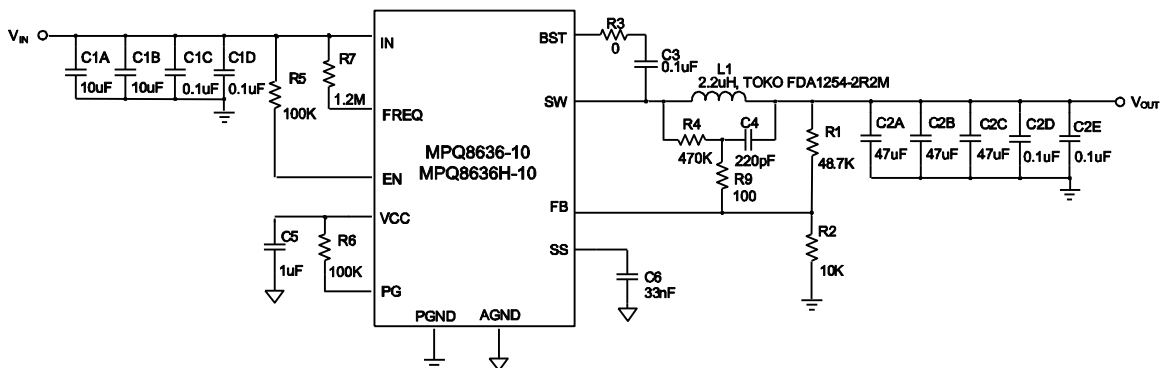 VIN
C1A
10uF
C1B
10uF
C1C
0.1uF
C1D
0.1uF
R5
100K
R7
1.2M
IN
FREQ
EN
VCC
PG
C5
1uF
R6
100K
MPQ8636-10
MPQ8636H-10
PGND
AGND
BST
SW
FB
SS
R3
0
C3
0.1uF
L1
2.2uH, TOKO FDA1254-2R2M
R4
470K
C4
220pF
R9
100
R1
48.7K
R2
10K
C6
33nF
C2A
47uF
C2B
47uF
C2C
47uF
C2D
0.1uF
C2E
0.1uF
VOUT